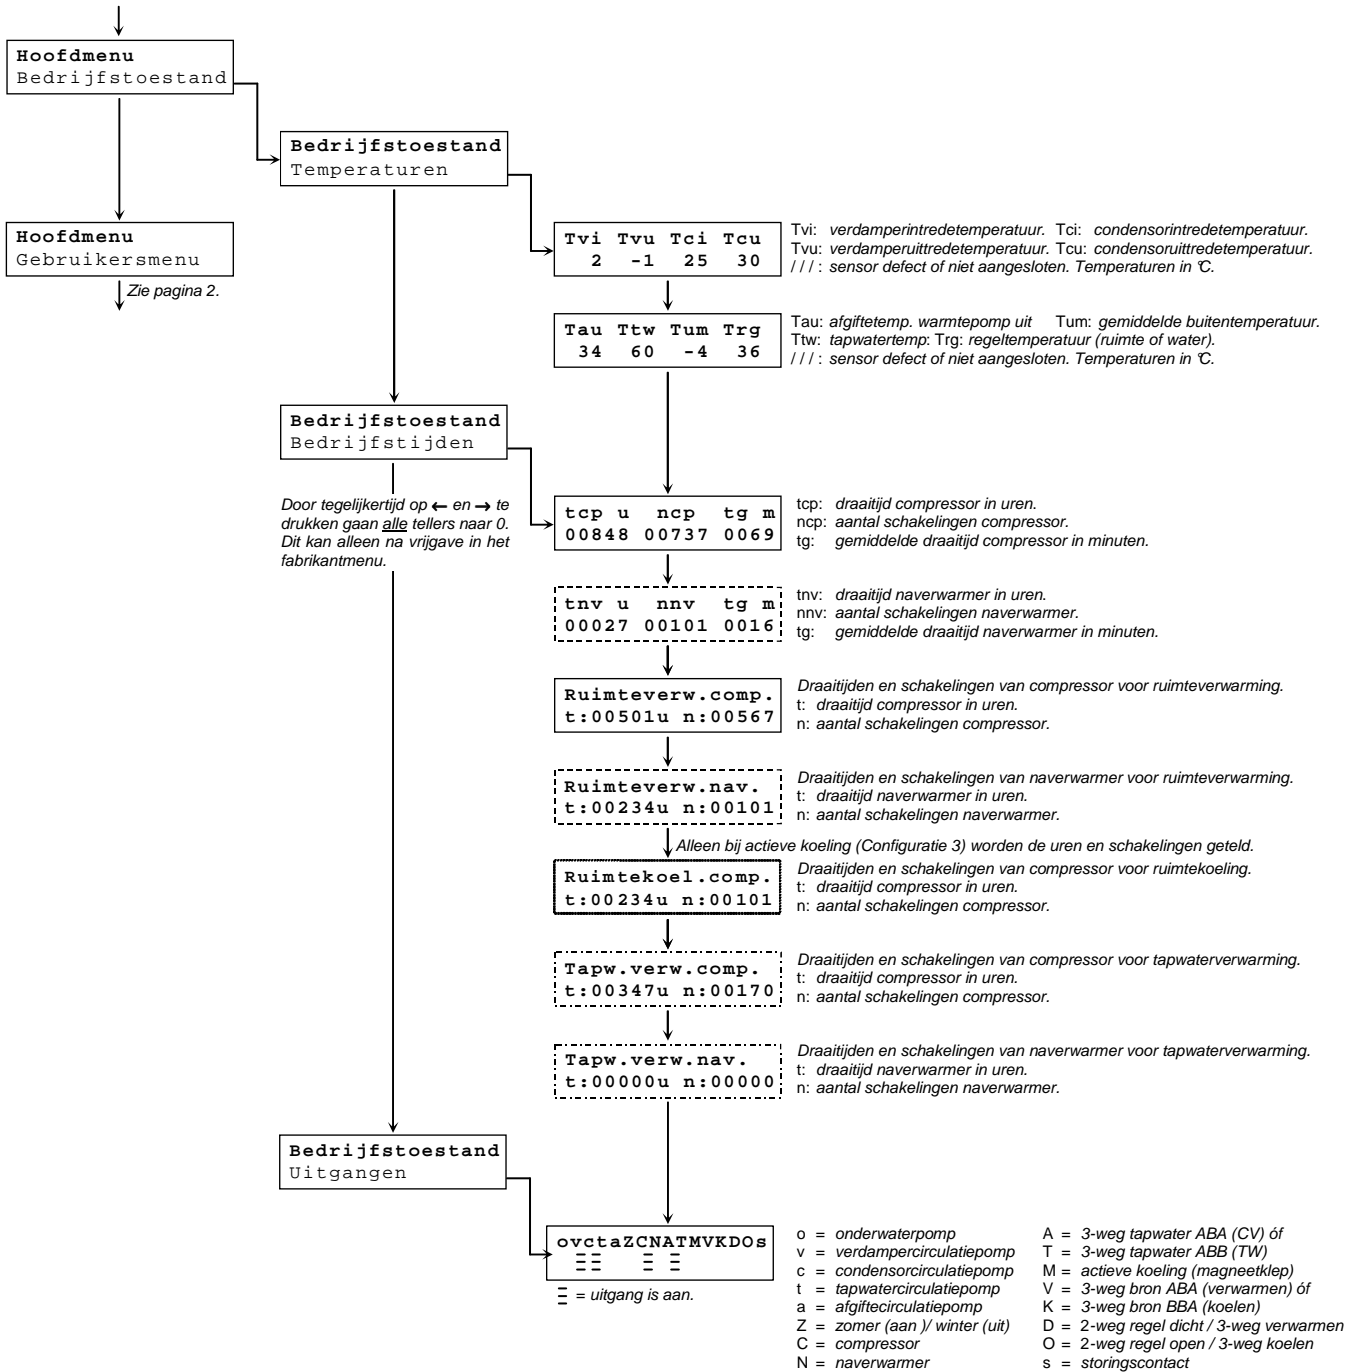 Hoofdmenu
Bedrijfstoestand
Bedrijfstoestand
Temperaturen
Hoofdmenu
Gebruikersmenu
Zie pagina 2.
Tvi Tvu Tci Tcu
2 -1 25 30
Tvi: verdamperintredetemperatuur. Tci: condensorintredetemperatuur.
Tvu: verdamperuittredetemperatuur. Tcu: condensoruittredetemperatuur.
/ / / : sensor defect of niet aangesloten. Temperaturen in °C.
Tau Ttw Tum Trg
34 60 -4 36
Tau: afgiftetemp. warmtepomp uit Tum: gemiddelde buitentemperatuur.
Ttw: tapwatertemp: Trg: regeltemperatuur (ruimte of water).
/ / / : sensor defect of niet aangesloten. Temperaturen in °C.
Bedrijfstoestand
Bedrijfstijden
Door tegelijkertijd op ← en → te
drukken gaan alle tellers naar 0.
Dit kan alleen na vrijgave in het
fabrikantmenu.
tcp u ncp tg m
00848 00737 0069
tcp: draaitijd compressor in uren.
ncp: aantal schakelingen compressor.
tg: gemiddelde draaitijd compressor in minuten.
tnv u nnv tg m
00027 00101 0016
tnv: draaitijd naverwarmer in uren.
nnv: aantal schakelingen naverwarmer.
tg: gemiddelde draaitijd naverwarmer in minuten.
Ruimteverw.comp.
t:00501u n:00567
Draaitijden en schakelingen van compressor voor ruimteverwarming.
t: draaitijd compressor in uren.
n: aantal schakelingen compressor.
Ruimteverw.nav.
t:00234u n:00101
Draaitijden en schakelingen van naverwarmer voor ruimteverwarming.
t: draaitijd naverwarmer in uren.
n: aantal schakelingen naverwarmer.
Alleen bij actieve koeling (Configuratie 3) worden de uren en schakelingen geteld.
Ruimtekoel.comp.
t:00234u n:00101
Draaitijden en schakelingen van compressor voor ruimtekoeling.
t: draaitijd compressor in uren.
n: aantal schakelingen compressor.
Tapw.verw.comp.
t:00347u n:00170
Draaitijden en schakelingen van compressor voor tapwaterverwarming.
t: draaitijd compressor in uren.
n: aantal schakelingen compressor.
Tapw.verw.nav.
t:00000u n:00000
Draaitijden en schakelingen van naverwarmer voor tapwaterverwarming.
t: draaitijd naverwarmer in uren.
n: aantal schakelingen naverwarmer.
Bedrijfstoestand
Uitgangen
ovctaZCNATMVKDOs
= uitgang is aan.
o = onderwaterpomp
v = verdampercirculatiepomp
c = condensorcirculatiepomp
t = tapwatercirculatiepomp
a = afgiftecirculatiepomp
Z = zomer (aan )/ winter (uit)
C = compressor
N = naverwarmer
A = 3-weg tapwater ABA (CV) óf
T = 3-weg tapwater ABB (TW)
M = actieve koeling (magneetklep)
V = 3-weg bron ABA (verwarmen) óf
K = 3-weg bron BBA (koelen)
D = 2-weg regel dicht / 3-weg verwarmen
O = 2-weg regel open / 3-weg koelen
s = storingscontact